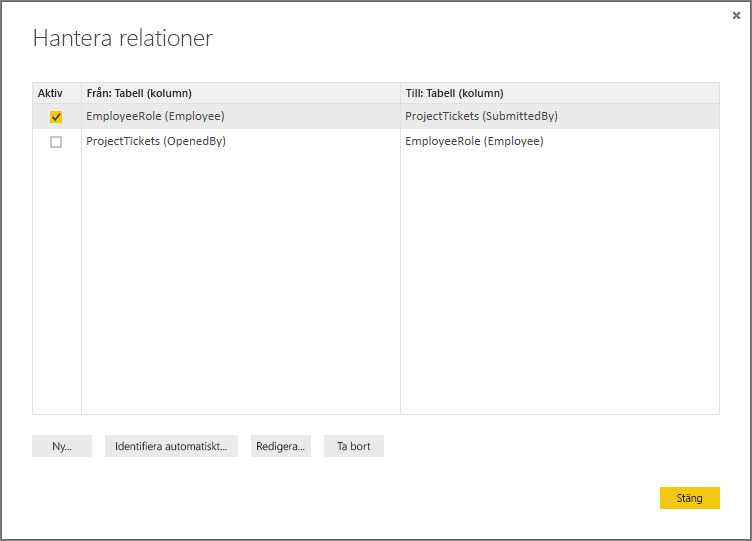 Hantera relationer
Aktiv Från: Tabell (kolumn) Till: Tabell (kolumn)
EmployeeRole (Employee) ProjectTickets (SubmittedBy)
ProjectTickets (OpenedBy) EmployeeRole (Employee)
Ny... Identifiera automatiskt... Redigera... Ta bort
Stäng